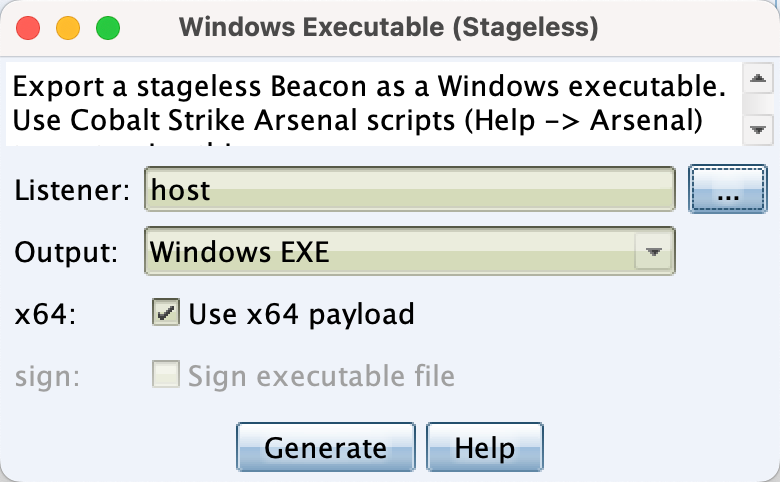 Windows Executable (Stageless)
Export a stageless Beacon as a Windows executable.
Use Cobalt Strike Arsenal scripts (Help -> Arsenal)
Listener: host ...
Output: Windows EXE
x64: Use x64 payload
sign: Sign executable file
Generate Help